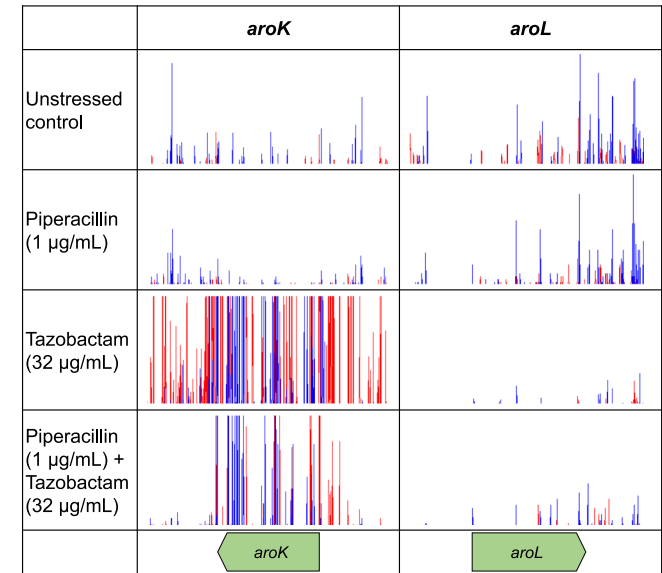 aroK aroL
Unstressed
control
Piperacillin
(1 µg/mL)
Tazobactam
(32 µg/mL)
Piperacillin
(1 µg/mL) +
Tazobactam
(32 µg/mL)
aroK aroL